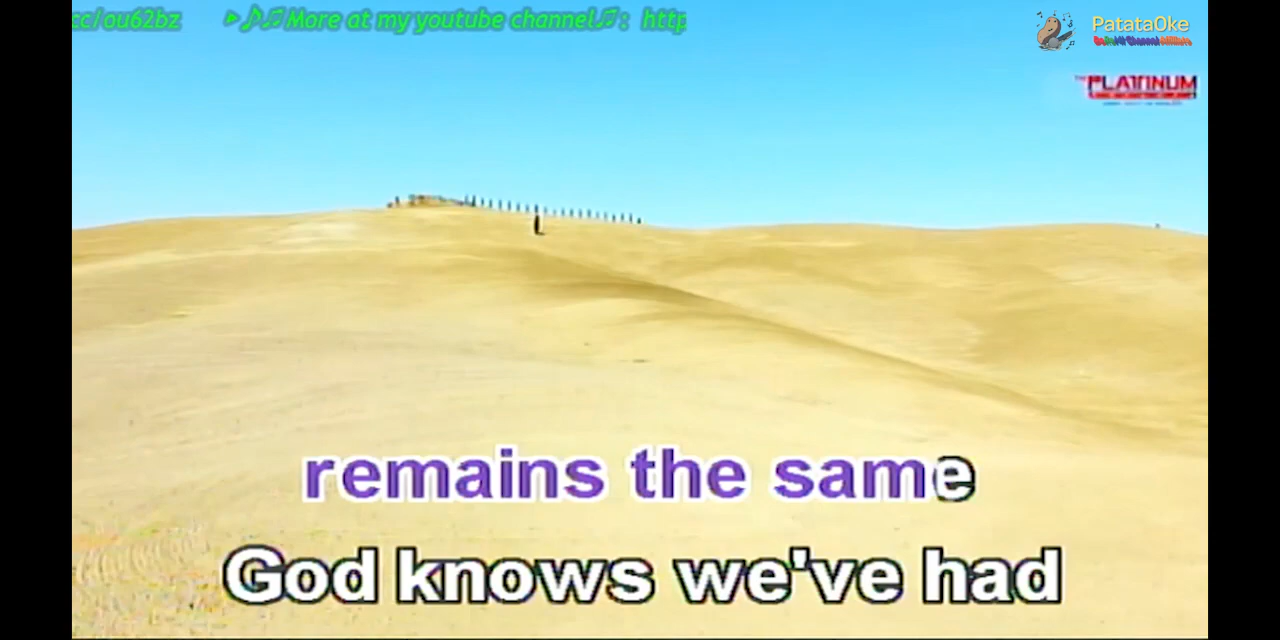 cc/ou62bz ▶♪♫More at my youtube channel♫: http
PatataOke
PLATINUM
remains the same
God knows we've had